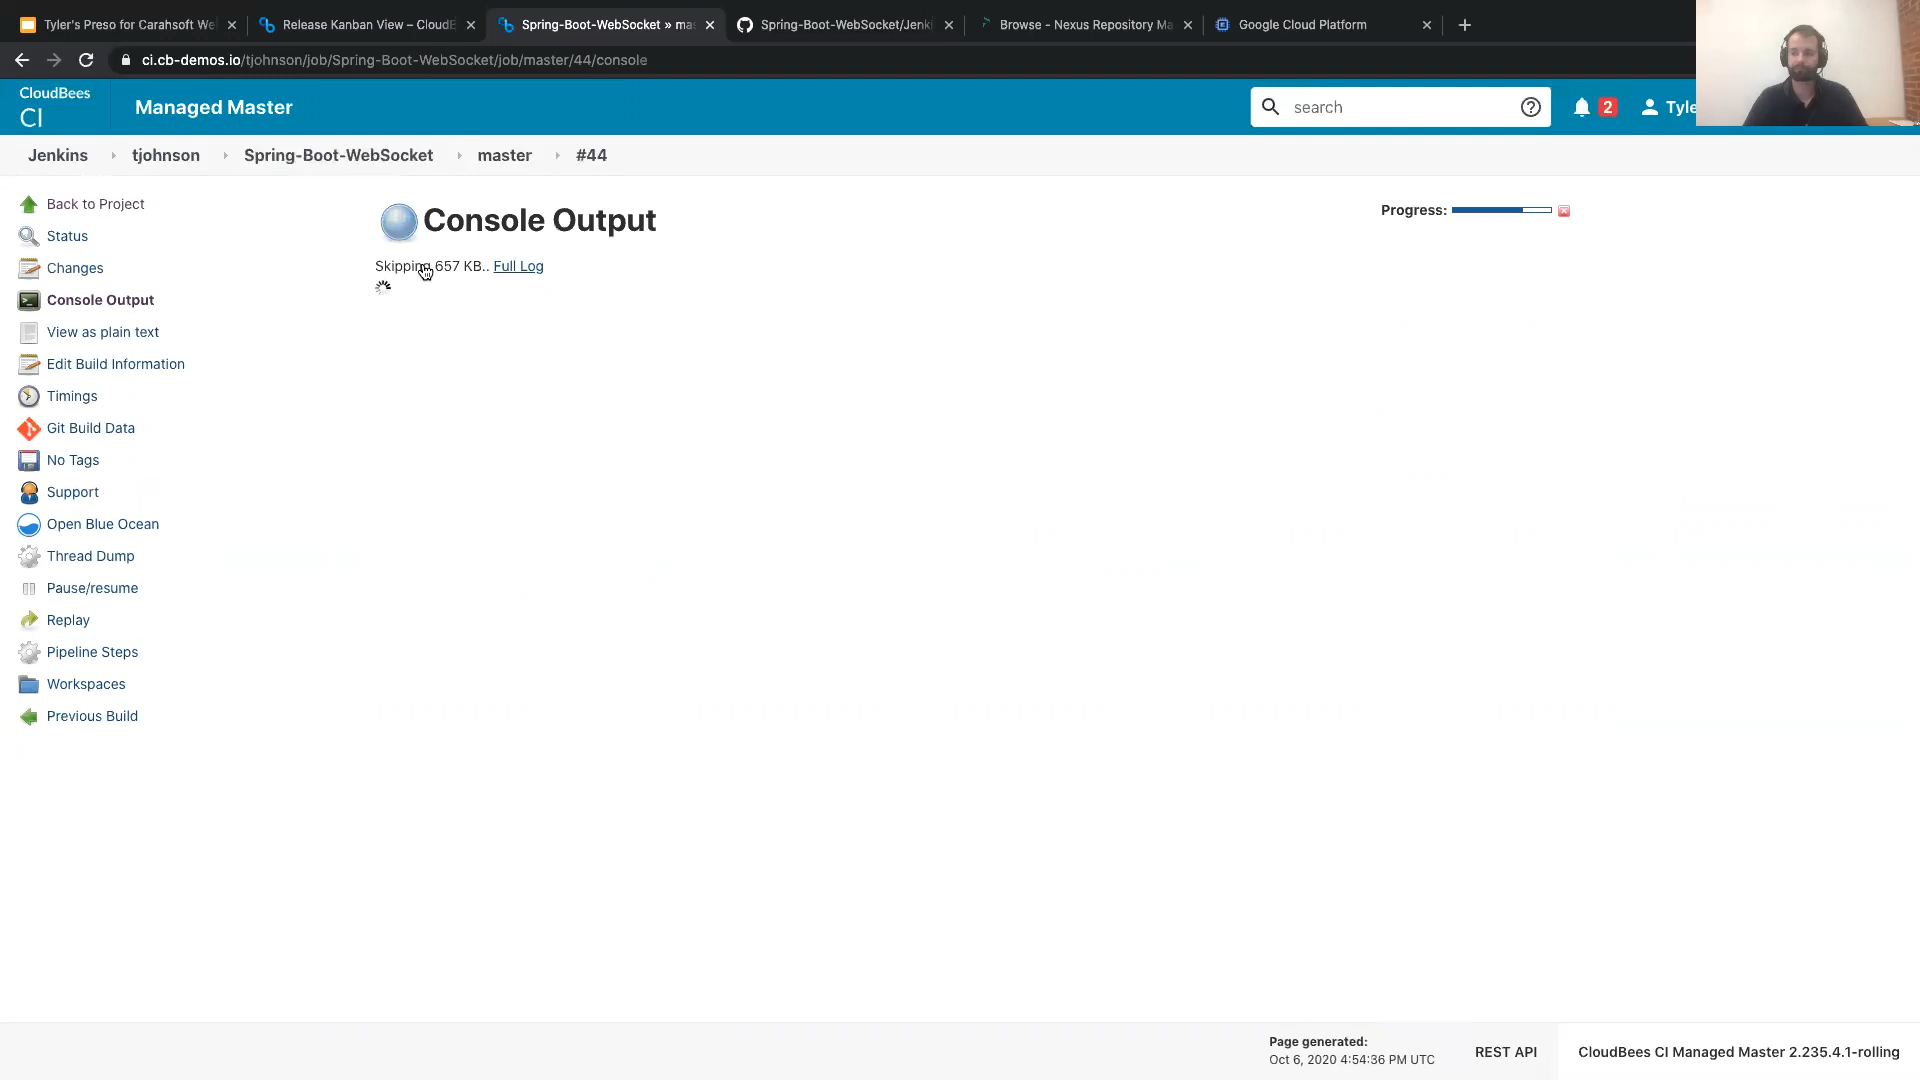 Tyler's Preso for Carahsoft We
Release Kanban View – CloudB
Spring-Boot-WebSocket » mas
Spring-Boot-WebSocket/Jenki
Browse - Nexus Repository Ma
Google Cloud Platform
ci.cb-demos.io/tjohnson/job/Spring-Boot-WebSocket/job/master/44/console
CloudBees
CI
Managed Master
search
2
Tyle
Jenkins
tjohnson
Spring-Boot-WebSocket
master
#44
Back to Project
Status
Changes
Console Output
View as plain text
Edit Build Information
Timings
Git Build Data
No Tags
Support
Open Blue Ocean
Thread Dump
Pause/resume
Replay
Pipeline Steps
Workspaces
Previous Build
Console Output
Progress:
Skipping 657 KB.. Full Log
Page generated:
Oct 6, 2020 4:54:36 PM UTC
REST API
CloudBees CI Managed Master 2.235.4.1-rolling